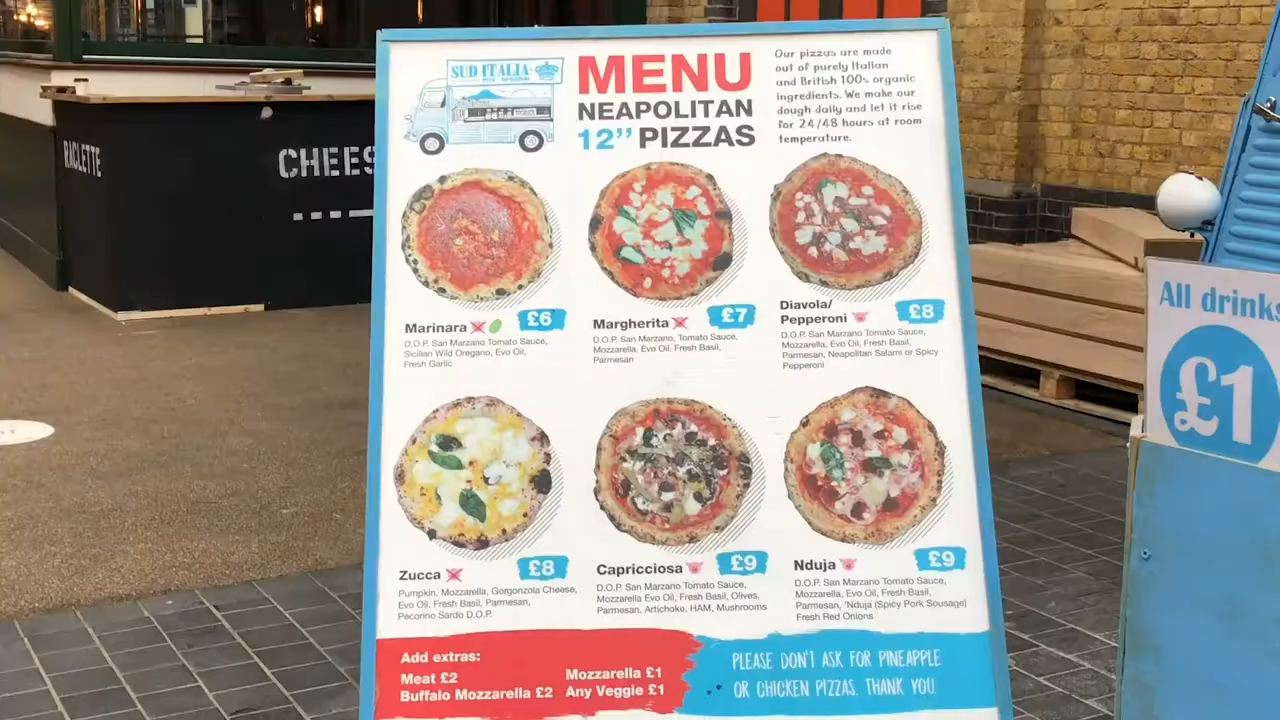 RACLETTE
CHEES
SUD ITALIA
MENU
NEAPOLITAN
12” PIZZAS
Our pizzas are made
out of purely Italian
and British 100% organic
ingredients. We make our
dough daily and let it rise
for 24/48 hours at room
temperature.
Marinara £6
D.O.P. San Marzano Tomato Sauce,
Sicilian Wild Oregano, Evo Oil,
Fresh Garlic
Margherita £7
D.O.P. San Marzano, Tomato Sauce,
Mozzarella, Evo Oil, Fresh Basil,
Parmesan
Diavola/
Pepperoni £8
D.O.P. San Marzano Tomato Sauce,
Mozzarella, Evo Oil, Fresh Basil,
Parmesan, Neapolitan Salami or Spicy
Pepperoni
Zucca £8
Pumpkin, Mozzarella, Gorgonzola Cheese,
Evo Oil, Fresh Basil, Parmesan,
Pecorino Sardo D.O.P.
Capricciosa £9
D.O.P. San Marzano Tomato Sauce,
Mozzarella Evo Oil, Fresh Basil, Olives,
Parmesan, Artichoke, HAM, Mushrooms
Nduja £9
D.O.P. San Marzano Tomato Sauce,
Mozzarella, Evo Oil, Fresh Basil,
Parmesan, 'Nduja (Spicy Pork Sausage)
Fresh Red Onions
Add extras:
Meat £2
Buffalo Mozzarella £2
Mozzarella £1
Any Veggie £1
PLEASE DON'T ASK FOR PINEAPPLE
OR CHICKEN PIZZAS. THANK YOU.
All drinks
£1